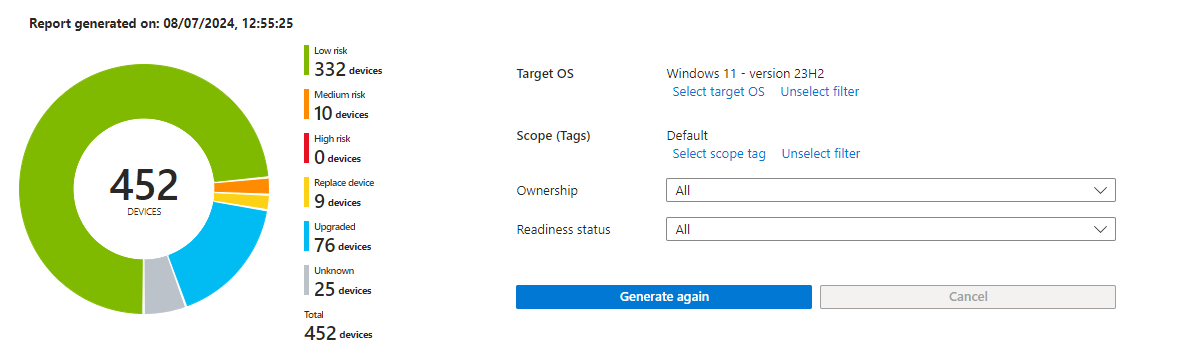 Report generated on: 08/07/2024, 12:55:25
452
DEVICES
Low risk
332 devices
Medium risk
10 devices
High risk
0 devices
Replace device
9 devices
Upgraded
76 devices
Unknown
25 devices
Total
452 devices
Target OS
Windows 11 - version 23H2
Select target OS Unselect filter
Scope (Tags)
Default
Select scope tag Unselect filter
Ownership
All
Readiness status
All
Generate again
Cancel